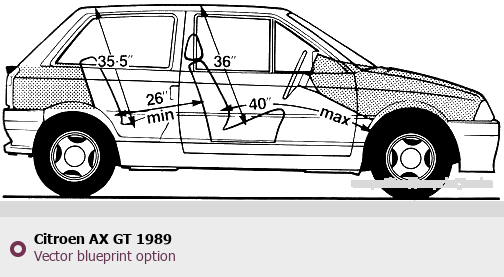 35·5″
36″
26″
min
40″
max
Citroen AX GT 1989
Vector blueprint option